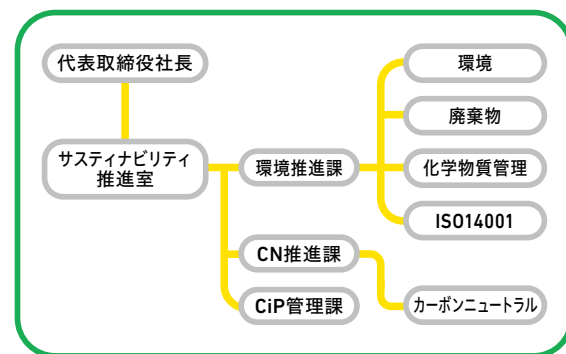 代表取締役社長
サスティナビリティ
推進室
環境推進課
CN推進課
CiP管理課
環境
廃棄物
化学物質管理
ISO14001
カーボンニュートラル